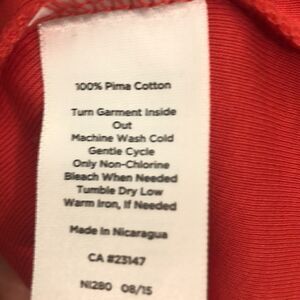 100% Pima Cotton
Turn Garment Inside
Out
Machine Wash Cold
Gentle Cycle
Only Non-Chlorine
Bleach When Needed
Tumble Dry Low
Warm Iron, If Needed
Made In Nicaragua
CA #23147
NI280 08/15